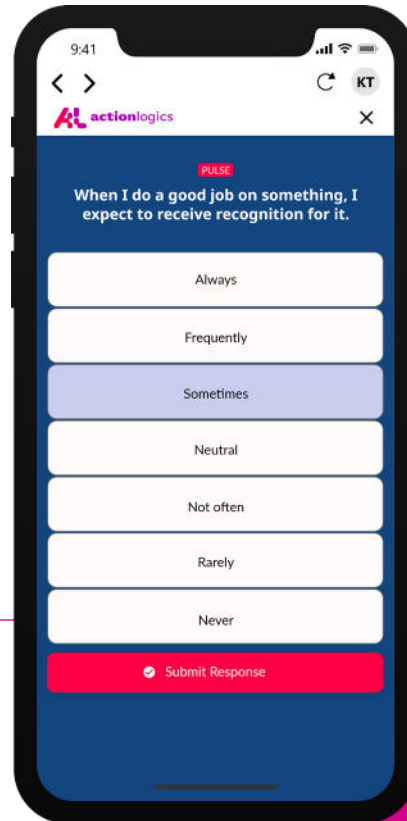 9:41
KT
AL actionlogics
PULSE
When I do a good job on something, I
expect to receive recognition for it.
Always
Frequently
Sometimes
Neutral
Not often
Rarely
Never
Submit Response